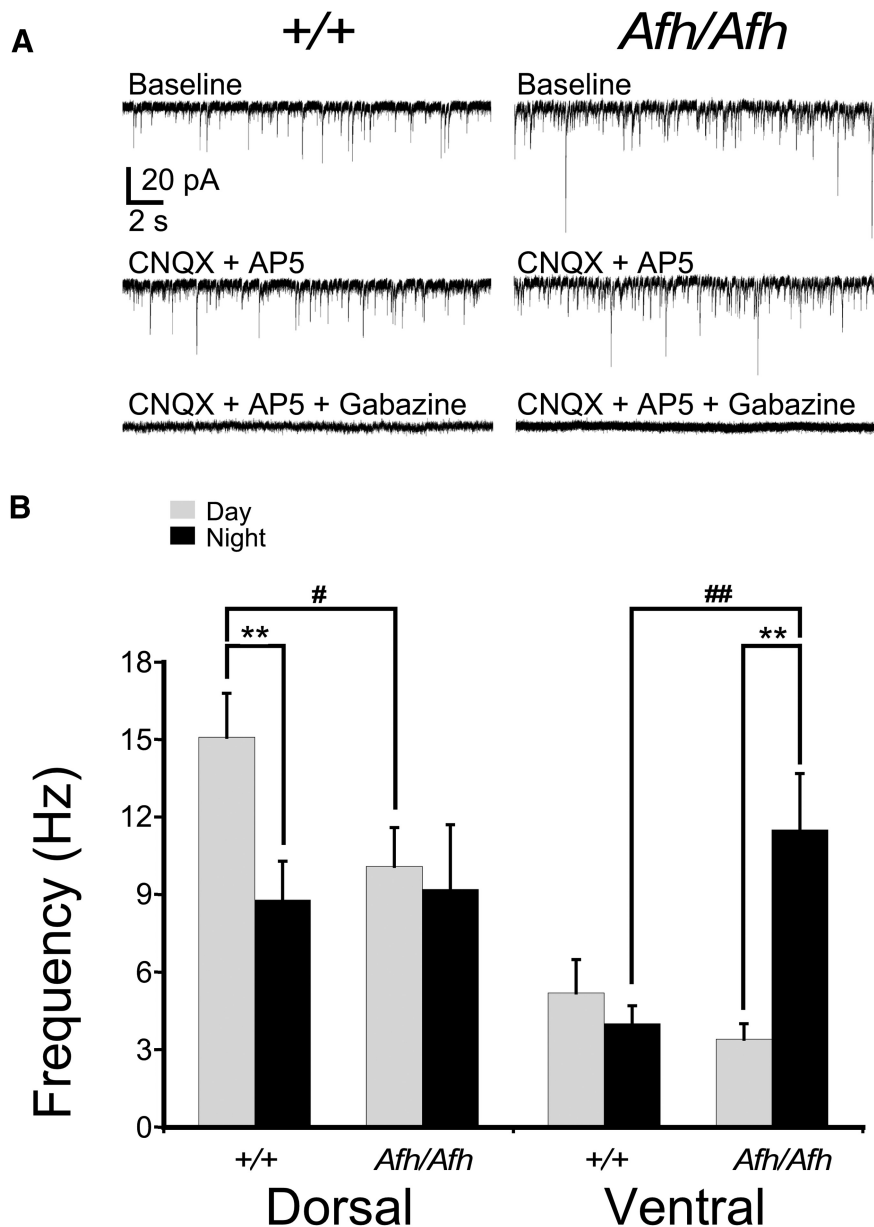 A
+/+
Afh/Afh
Baseline
Baseline
20 pA
2 s
CNQX + AP5
CNQX + AP5
CNQX + AP5 + Gabazine
CNQX + AP5 + Gabazine
B
Day
Night
#
##
**
**
18
15
12
9
6
3
0
Frequency (Hz)
+/+
Afh/Afh
+/+
Afh/Afh
Dorsal
Ventral